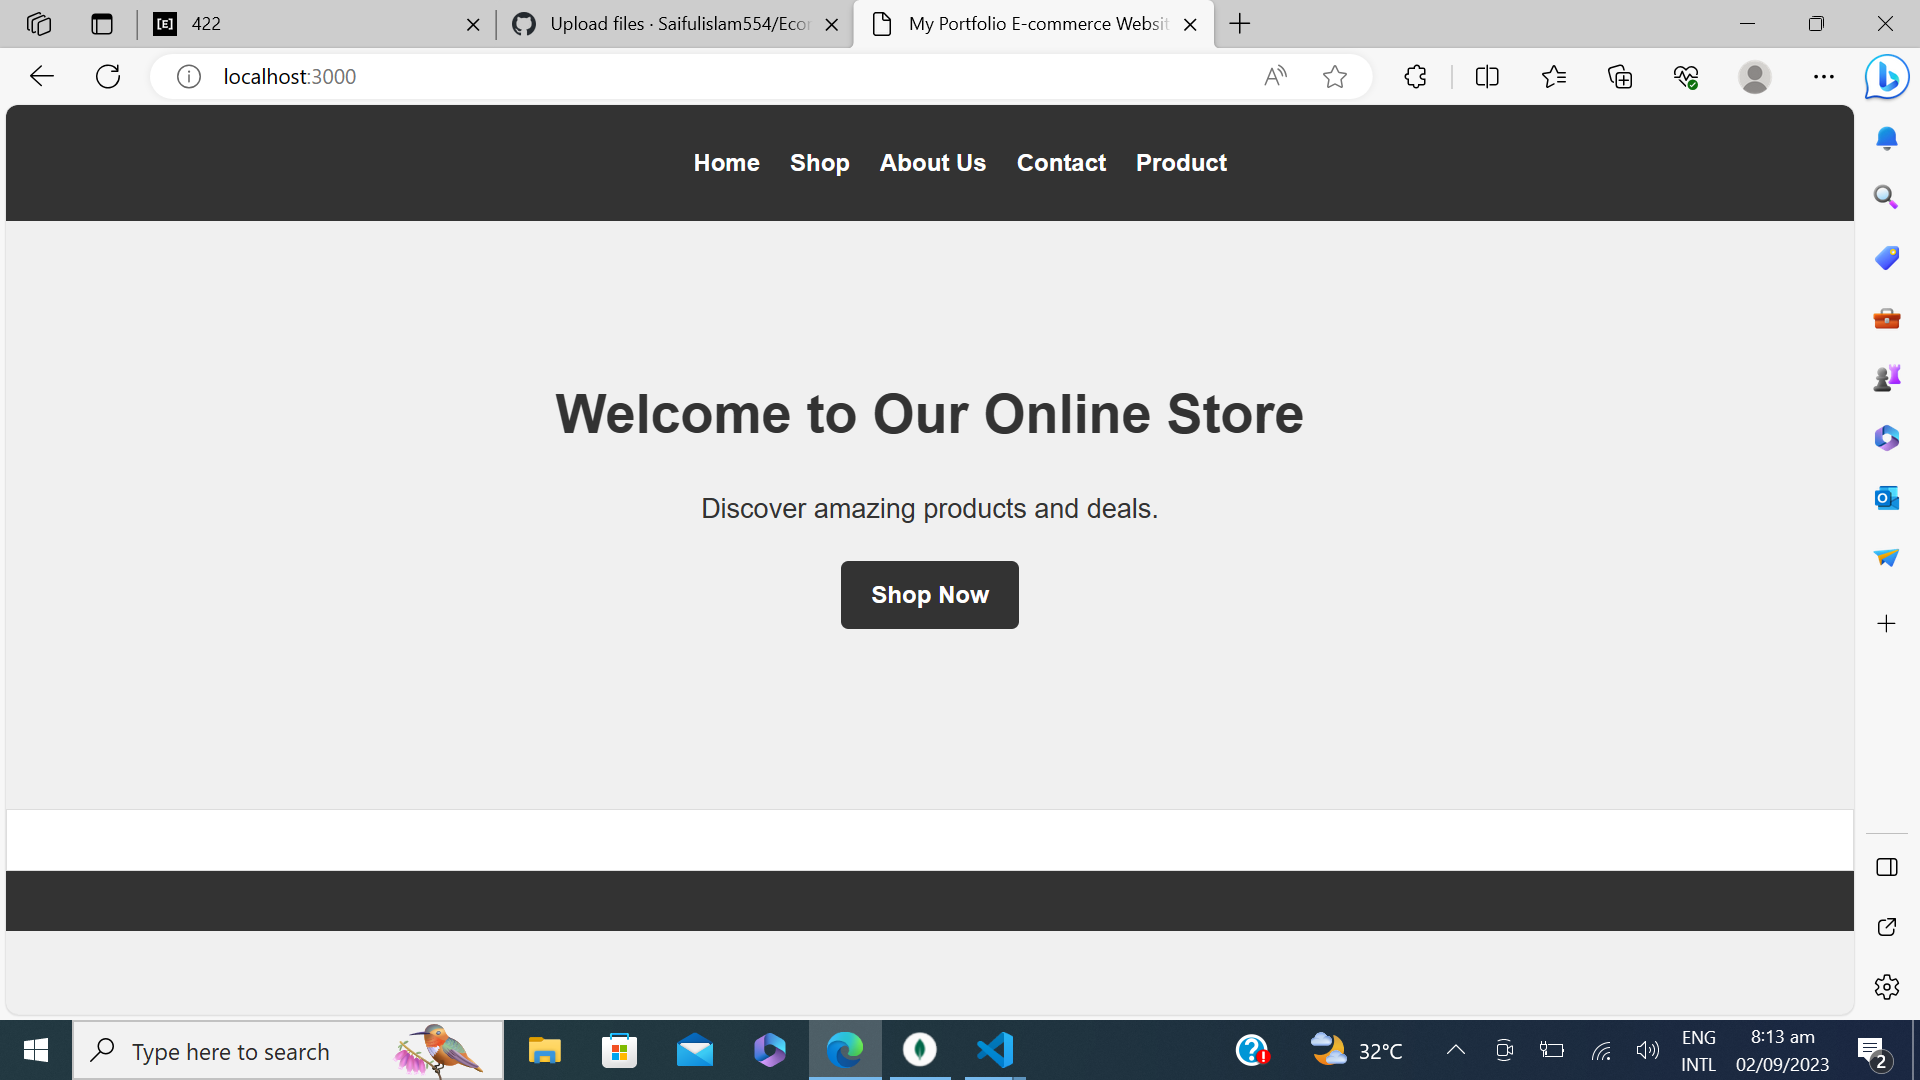 [E] 422
Upload files · Saifulislam554/Ecor
My Portfolio E-commerce Websit
localhost:3000
Home Shop About Us Contact Product
Welcome to Our Online Store
Discover amazing products and deals.
Shop Now
Type here to search
32°C
ENG
INTL
8:13 am
02/09/2023
2